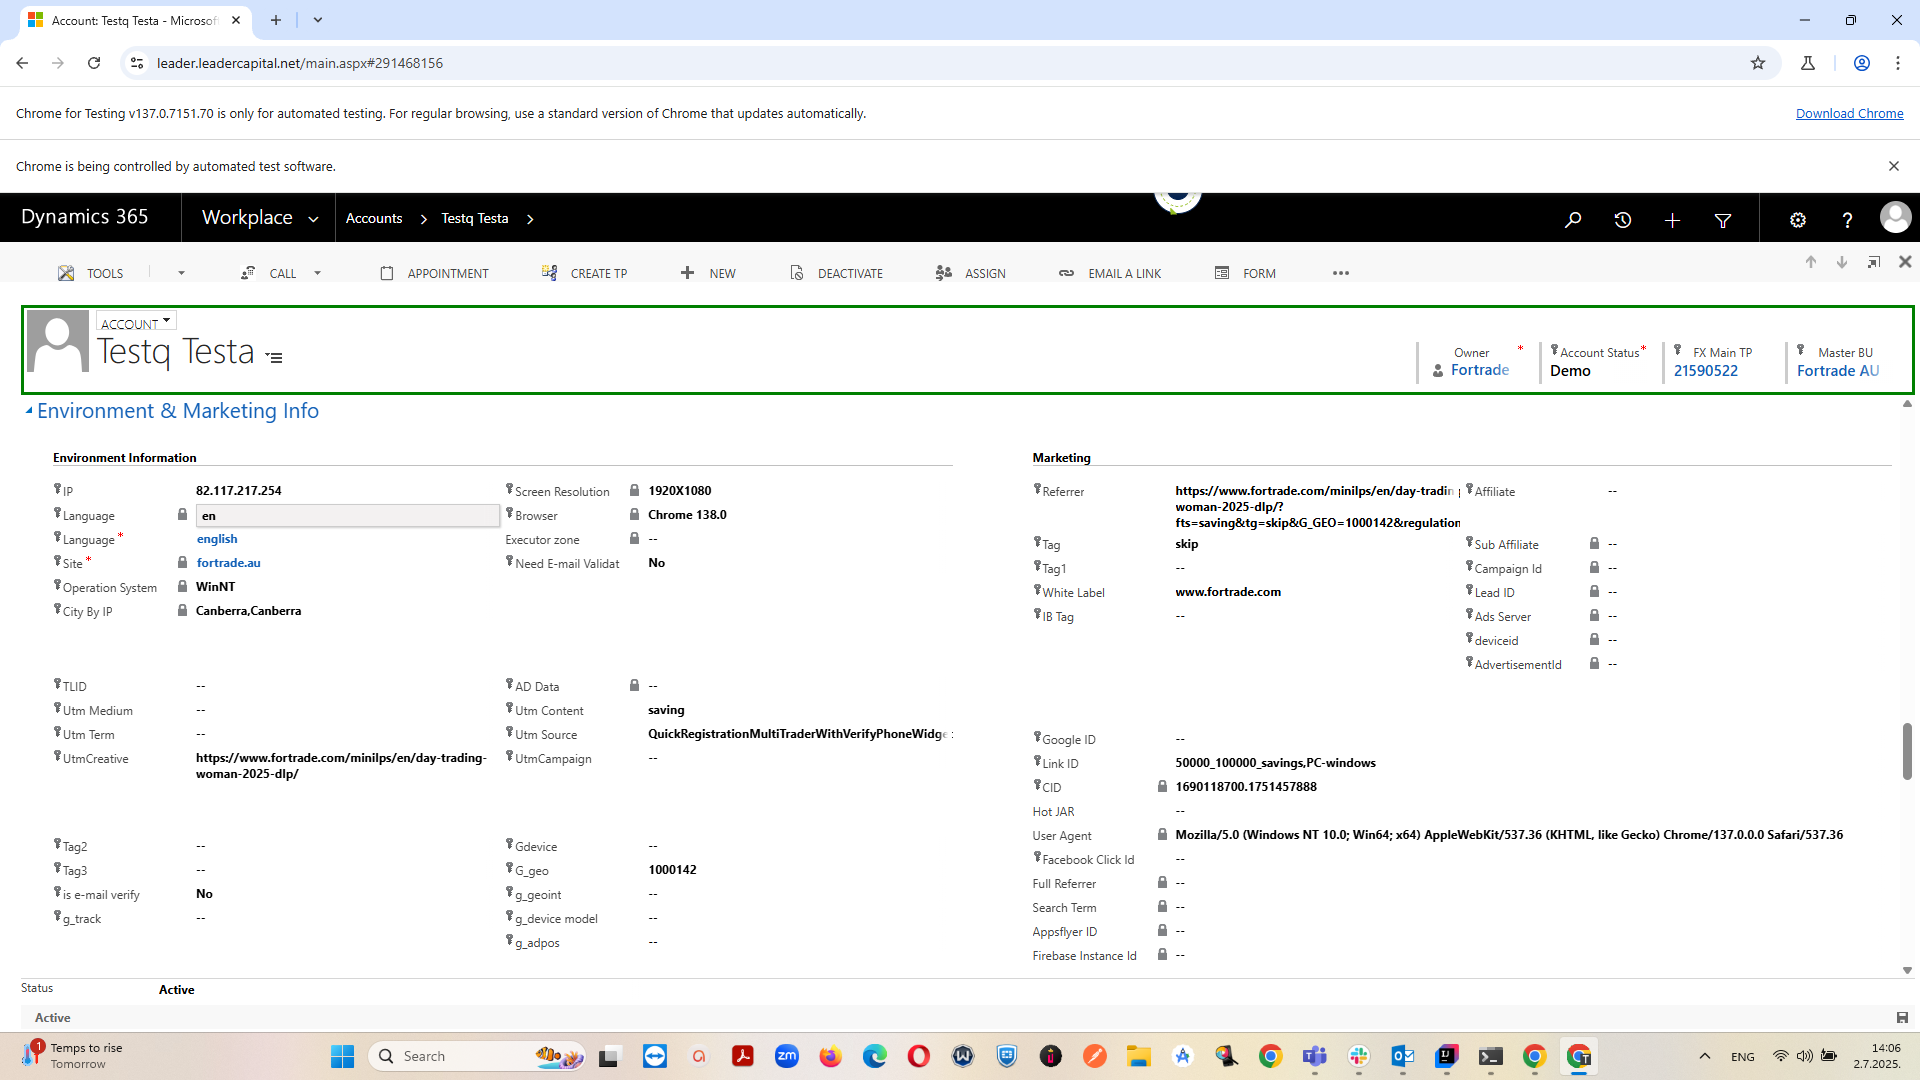 Account: Testq Testa - Microsof
leader.leadercapital.net/main.aspx#291468156
Chrome for Testing v137.0.7151.70 is only for automated testing. For regular browsing, use a standard version of Chrome that updates automatically.
Download Chrome
Chrome is being controlled by automated test software.
Dynamics 365
Workplace
Accounts
Testq Testa
TOOLS
CALL
APPOINTMENT
CREATE TP
NEW
DEACTIVATE
ASSIGN
EMAIL A LINK
FORM
ACCOUNT
Testq Testa
Owner *
Fortrade
Account Status *
Demo
FX Main TP
21590522
Master BU
Fortrade AU
Environment & Marketing Info
Environment Information
IP 82.117.217.254
Language en
Language * english
Site * fortrade.au
Operation System WinNT
City By IP Canberra,Canberra
Screen Resolution 1920X1080
Browser Chrome 138.0
Executor zone --
Need E-mail Validat No
TLID --
Utm Medium --
Utm Term --
UtmCreative https://www.fortrade.com/minilps/en/day-trading-
woman-2025-dlp/
AD Data --
Utm Content saving
Utm Source QuickRegistrationMultiTraderWithVerifyPhoneWidge
UtmCampaign --
Tag2 --
Tag3 --
is e-mail verify No
g_track --
Gdevice --
G_geo 1000142
g_geoint --
g_device model --
g_adpos --
Marketing
Referrer https://www.fortrade.com/minilps/en/day-tradin
woman-2025-dlp/?
fts=saving&tg=skip&G_GEO=1000142&regulation
Tag skip
Tag1 --
White Label www.fortrade.com
IB Tag --
Affiliate --
Sub Affiliate --
Campaign Id --
Lead ID --
Ads Server --
deviceid --
AdvertisementId --
Google ID --
Link ID 50000_100000_savings,PC-windows
CID 1690118700.1751457888
Hot JAR --
User Agent Mozilla/5.0 (Windows NT 10.0; Win64; x64) AppleWebKit/537.36 (KHTML, like Gecko) Chrome/137.0.0.0 Safari/537.36
Facebook Click Id --
Full Referrer --
Search Term --
Appsflyer ID --
Firebase Instance Id --
Status Active
Active
1
Temps to rise
Tomorrow
Search
zm
ENG
14:06
2.7.2025.